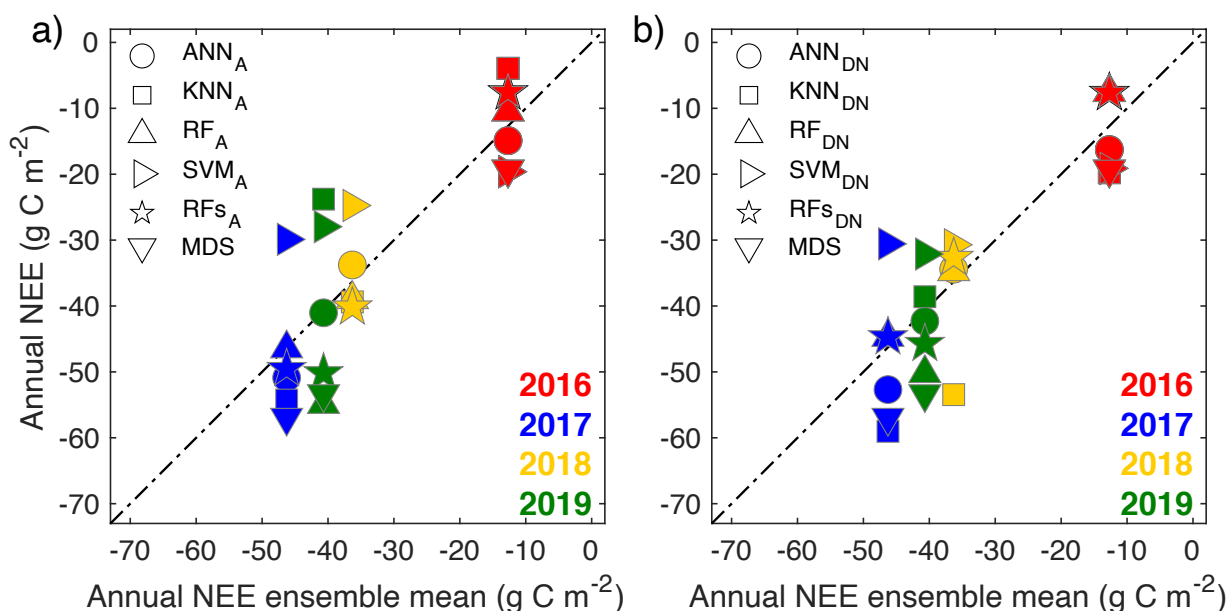 a)
Annual NEE (g C m-2)
0
-10
-20
-30
-40
-50
-60
-70
ANNA
KNNA
RFA
SVMA
RFsA
MDS
2016
2017
2018
2019
-70 -60 -50 -40 -30 -20 -10 0
Annual NEE ensemble mean (g C m-2)
b)
0
-10
-20
-30
-40
-50
-60
-70
ANNDN
KNNDN
RFDN
SVMDN
RFsDN
MDS
2016
2017
2018
2019
-70 -60 -50 -40 -30 -20 -10 0
Annual NEE ensemble mean (g C m-2)